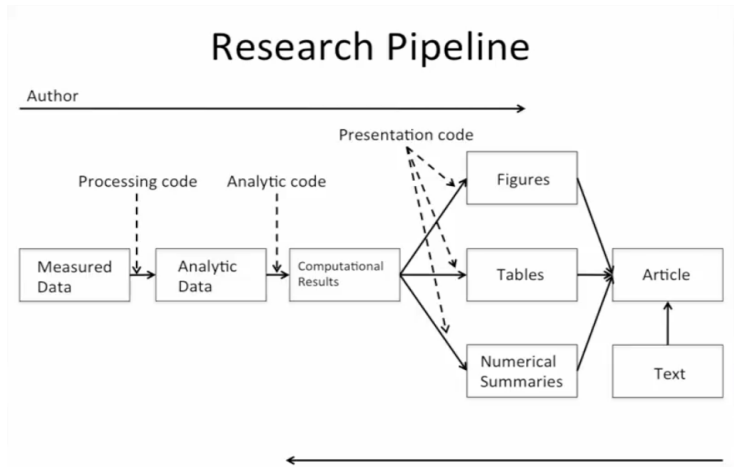 Research Pipeline
Author
Presentation code
Processing code
Analytic code
Figures
Measured
Data
Analytic
Data
Computational
Results
Tables
Article
Numerical
Summaries
Text